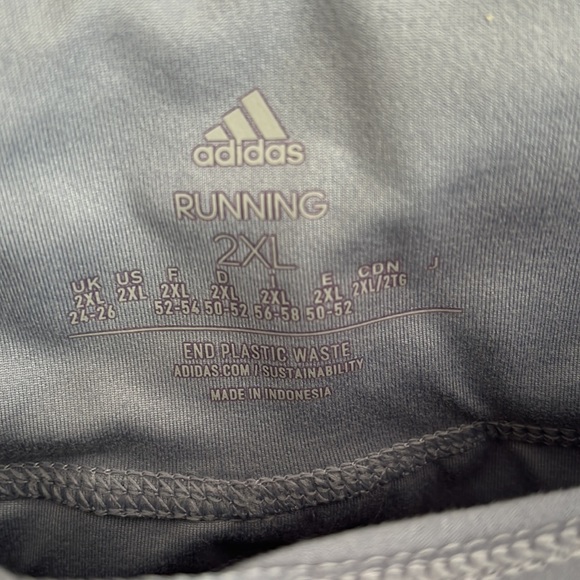 adidas
RUNNING
2XL
UK US F D I E CDN J
2XL 2XL 2XL 2XL 2XL 2XL 2XL/2TG
24-26 52-54 50-52 56-58 50-52
END PLASTIC WASTE
ADIDAS.COM/SUSTAINABILITY
MADE IN INDONESIA